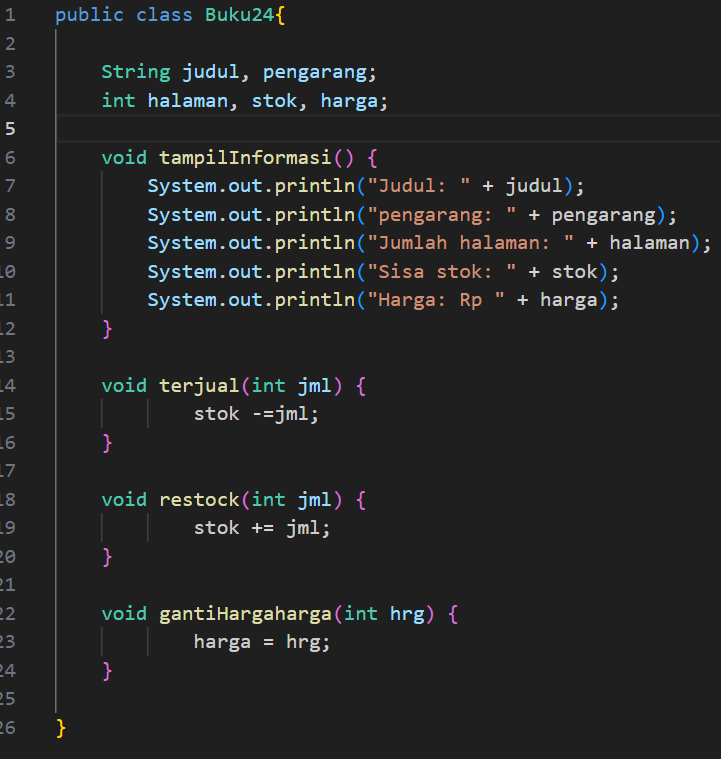 1 public class Buku24{
2
3 String judul, pengarang;
4 int halaman, stok, harga;
5
6 void tampilInformasi() {
7 System.out.println("Judul: " + judul);
8 System.out.println("pengarang: " + pengarang);
9 System.out.println("Jumlah halaman: " + halaman);
10 System.out.println("Sisa stok: " + stok);
11 System.out.println("Harga: Rp " + harga);
12 }
13
14 void terjual(int jml) {
15 stok -=jml;
16 }
17
18 void restock(int jml) {
19 stok += jml;
20 }
21
22 void gantiHargaharga(int hrg) {
23 harga = hrg;
24 }
25
26 }